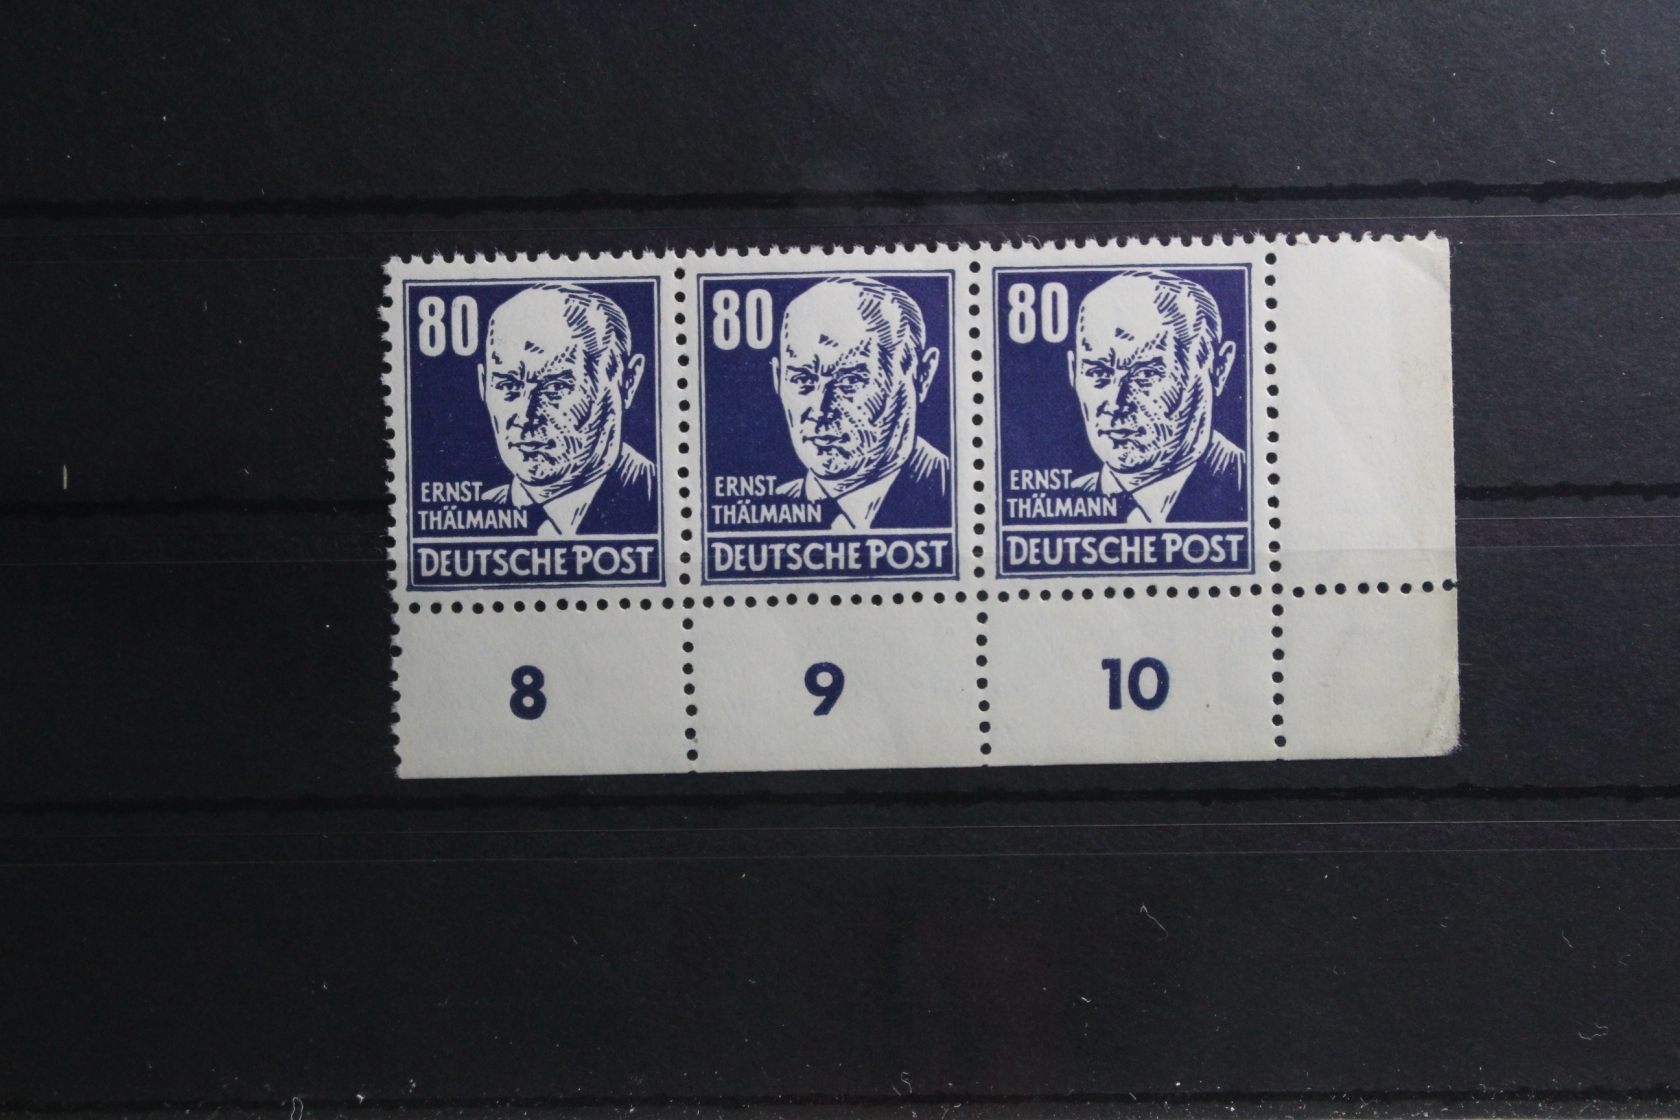 80
ERNST
THÄLMANN
DEUTSCHE POST
80
ERNST
THÄLMANN
DEUTSCHE POST
80
ERNST
THÄLMANN
DEUTSCHE POST
8 9 10